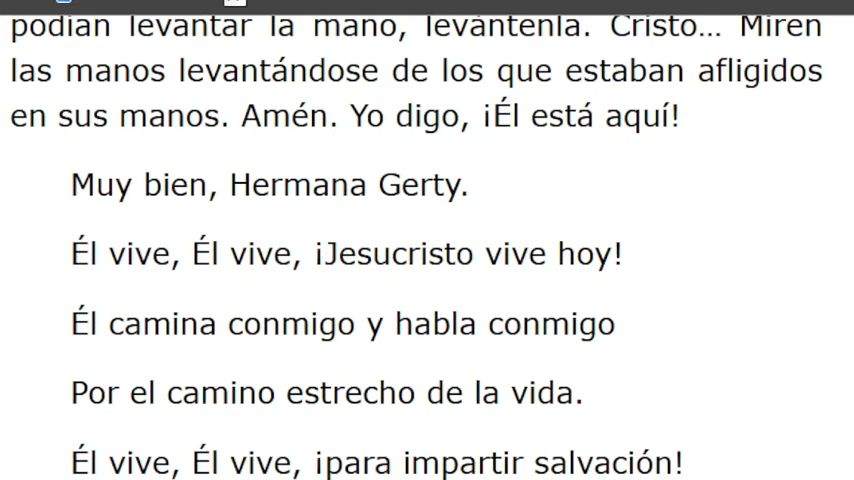 podían levantar la mano, levántenla. Cristo... Miren
las manos levantándose de los que estaban afligidos
en sus manos. Amén. Yo digo, ¡Él está aquí!
Muy bien, Hermana Gerty.
Él vive, Él vive, ¡Jesucristo vive hoy!
Él camina conmigo y habla conmigo
Por el camino estrecho de la vida.
Él vive, Él vive, ¡para impartir salvación!